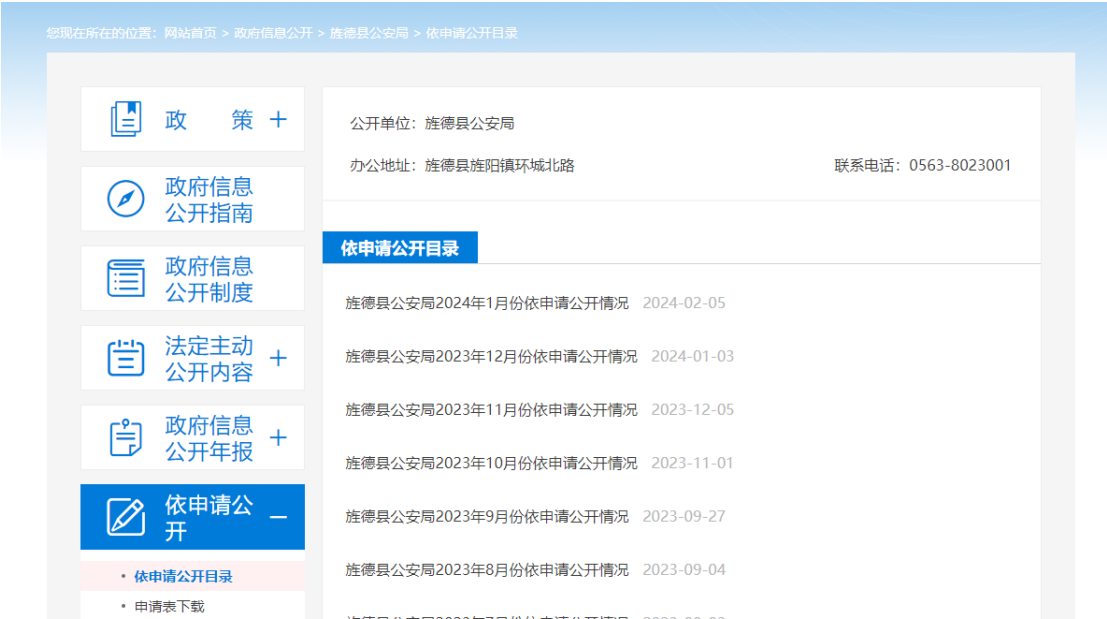 您现在所在的位置：网站首页 > 政府信息公开 > 旌德县公安局 > 依申请公开目录
政 策
政府信息
公开指南
政府信息
公开制度
法定主动
公开内容
政府信息
公开年报
依申请公
开
依申请公开目录
申请表下载
公开单位：旌德县公安局
办公地址：旌德县旌阳镇环城北路 联系电话：0563-8023001
依申请公开目录
旌德县公安局2024年1月份依申请公开情况 2024-02-05
旌德县公安局2023年12月份依申请公开情况 2024-01-03
旌德县公安局2023年11月份依申请公开情况 2023-12-05
旌德县公安局2023年10月份依申请公开情况 2023-11-01
旌德县公安局2023年9月份依申请公开情况 2023-09-27
旌德县公安局2023年8月份依申请公开情况 2023-09-04